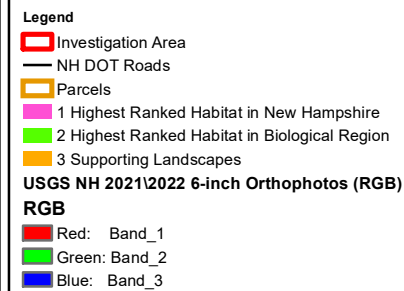 Legend
Investigation Area
NH DOT Roads
Parcels
1 Highest Ranked Habitat in New Hampshire
2 Highest Ranked Habitat in Biological Region
3 Supporting Landscapes
USGS NH 2021\2022 6-inch Orthophotos (RGB)
RGB
Red: Band_1
Green: Band_2
Blue: Band_3